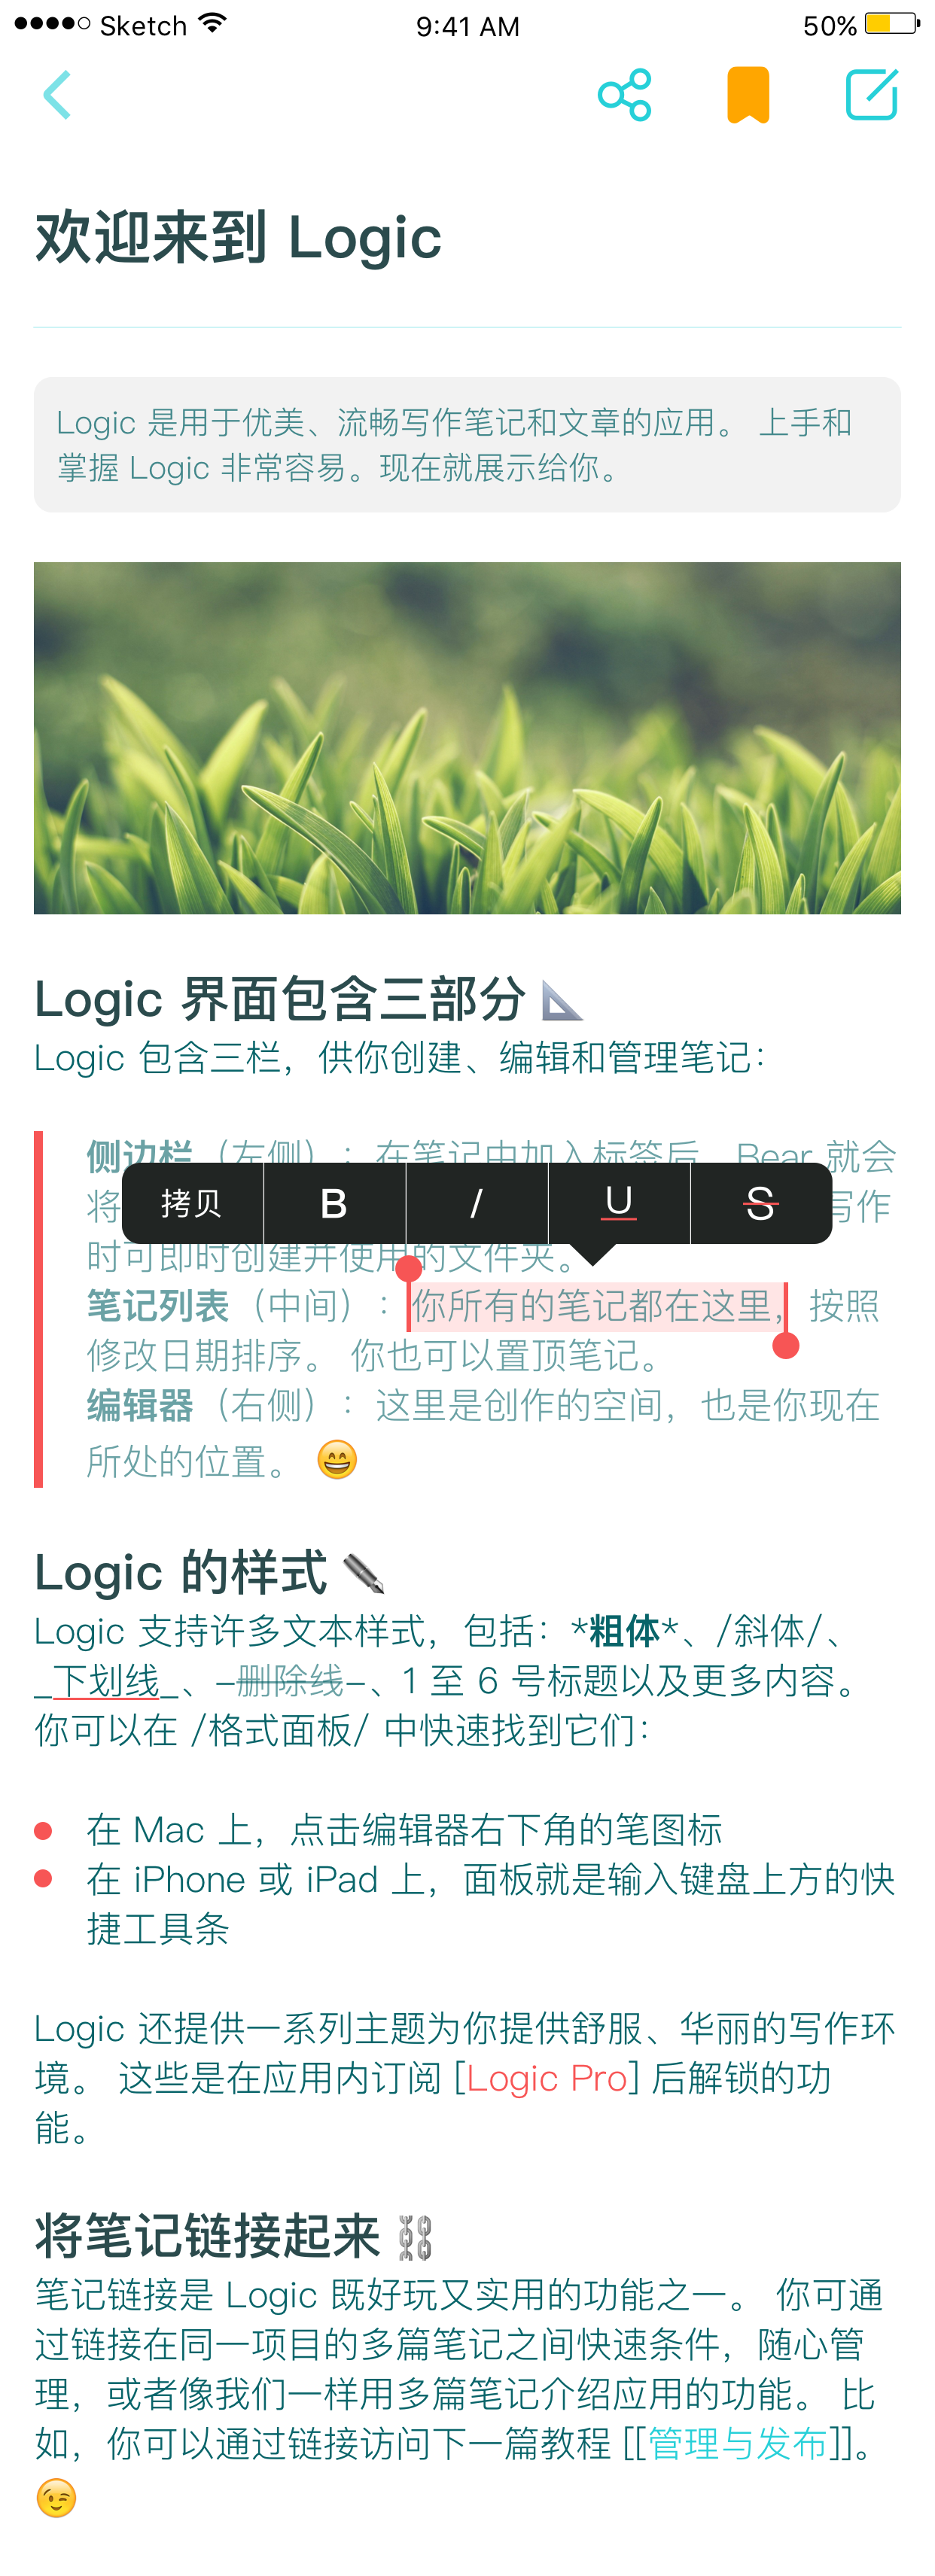 Sketch 9:41 AM 50%
欢迎来到 Logic
Logic 是用于优美、流畅写作笔记和文章的应用。 上手和
掌握 Logic 非常容易。现在就展示给你。
Logic 界面包含三部分 📐
Logic 包含三栏，供你创建、编辑和管理笔记：
侧边栏（左侧）：在笔记中加入标签后，Bear 就会
拷贝 B / U S
将 写作
时可即时创建并使用的文件夹。
笔记列表（中间）：你所有的笔记都在这里，按照
修改日期排序。 你也可以置顶笔记。
编辑器（右侧）：这里是创作的空间，也是你现在
所处的位置。 😄
Logic 的样式 ✒️
Logic 支持许多文本样式，包括：*粗体*、/斜体/、
_下划线_、-删除线-、1 至 6 号标题以及更多内容。
你可以在 /格式面板/ 中快速找到它们：
在 Mac 上，点击编辑器右下角的笔图标
在 iPhone 或 iPad 上，面板就是输入键盘上方的快
捷工具条
Logic 还提供一系列主题为你提供舒服、华丽的写作环
境。 这些是在应用内订阅 [Logic Pro] 后解锁的功
能。
将笔记链接起来 ⛓
笔记链接是 Logic 既好玩又实用的功能之一。 你可通
过链接在同一项目的多篇笔记之间快速条件，随心管
理，或者像我们一样用多篇笔记介绍应用的功能。 比
如，你可以通过链接访问下一篇教程 [[管理与发布]]。
😉